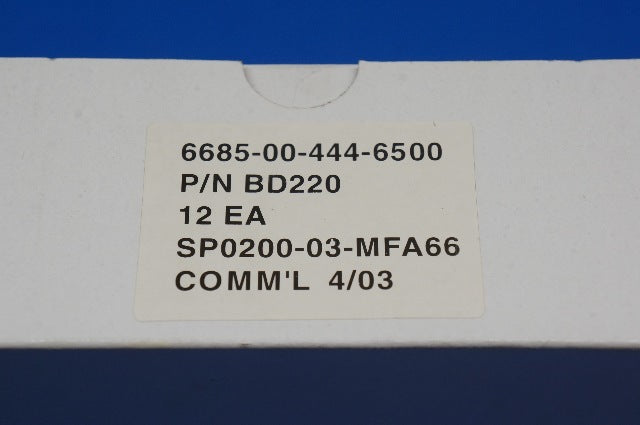 6685-00-444-6500
P/N BD220
12 EA
SP0200-03-MFA66
COMM'L 4/03